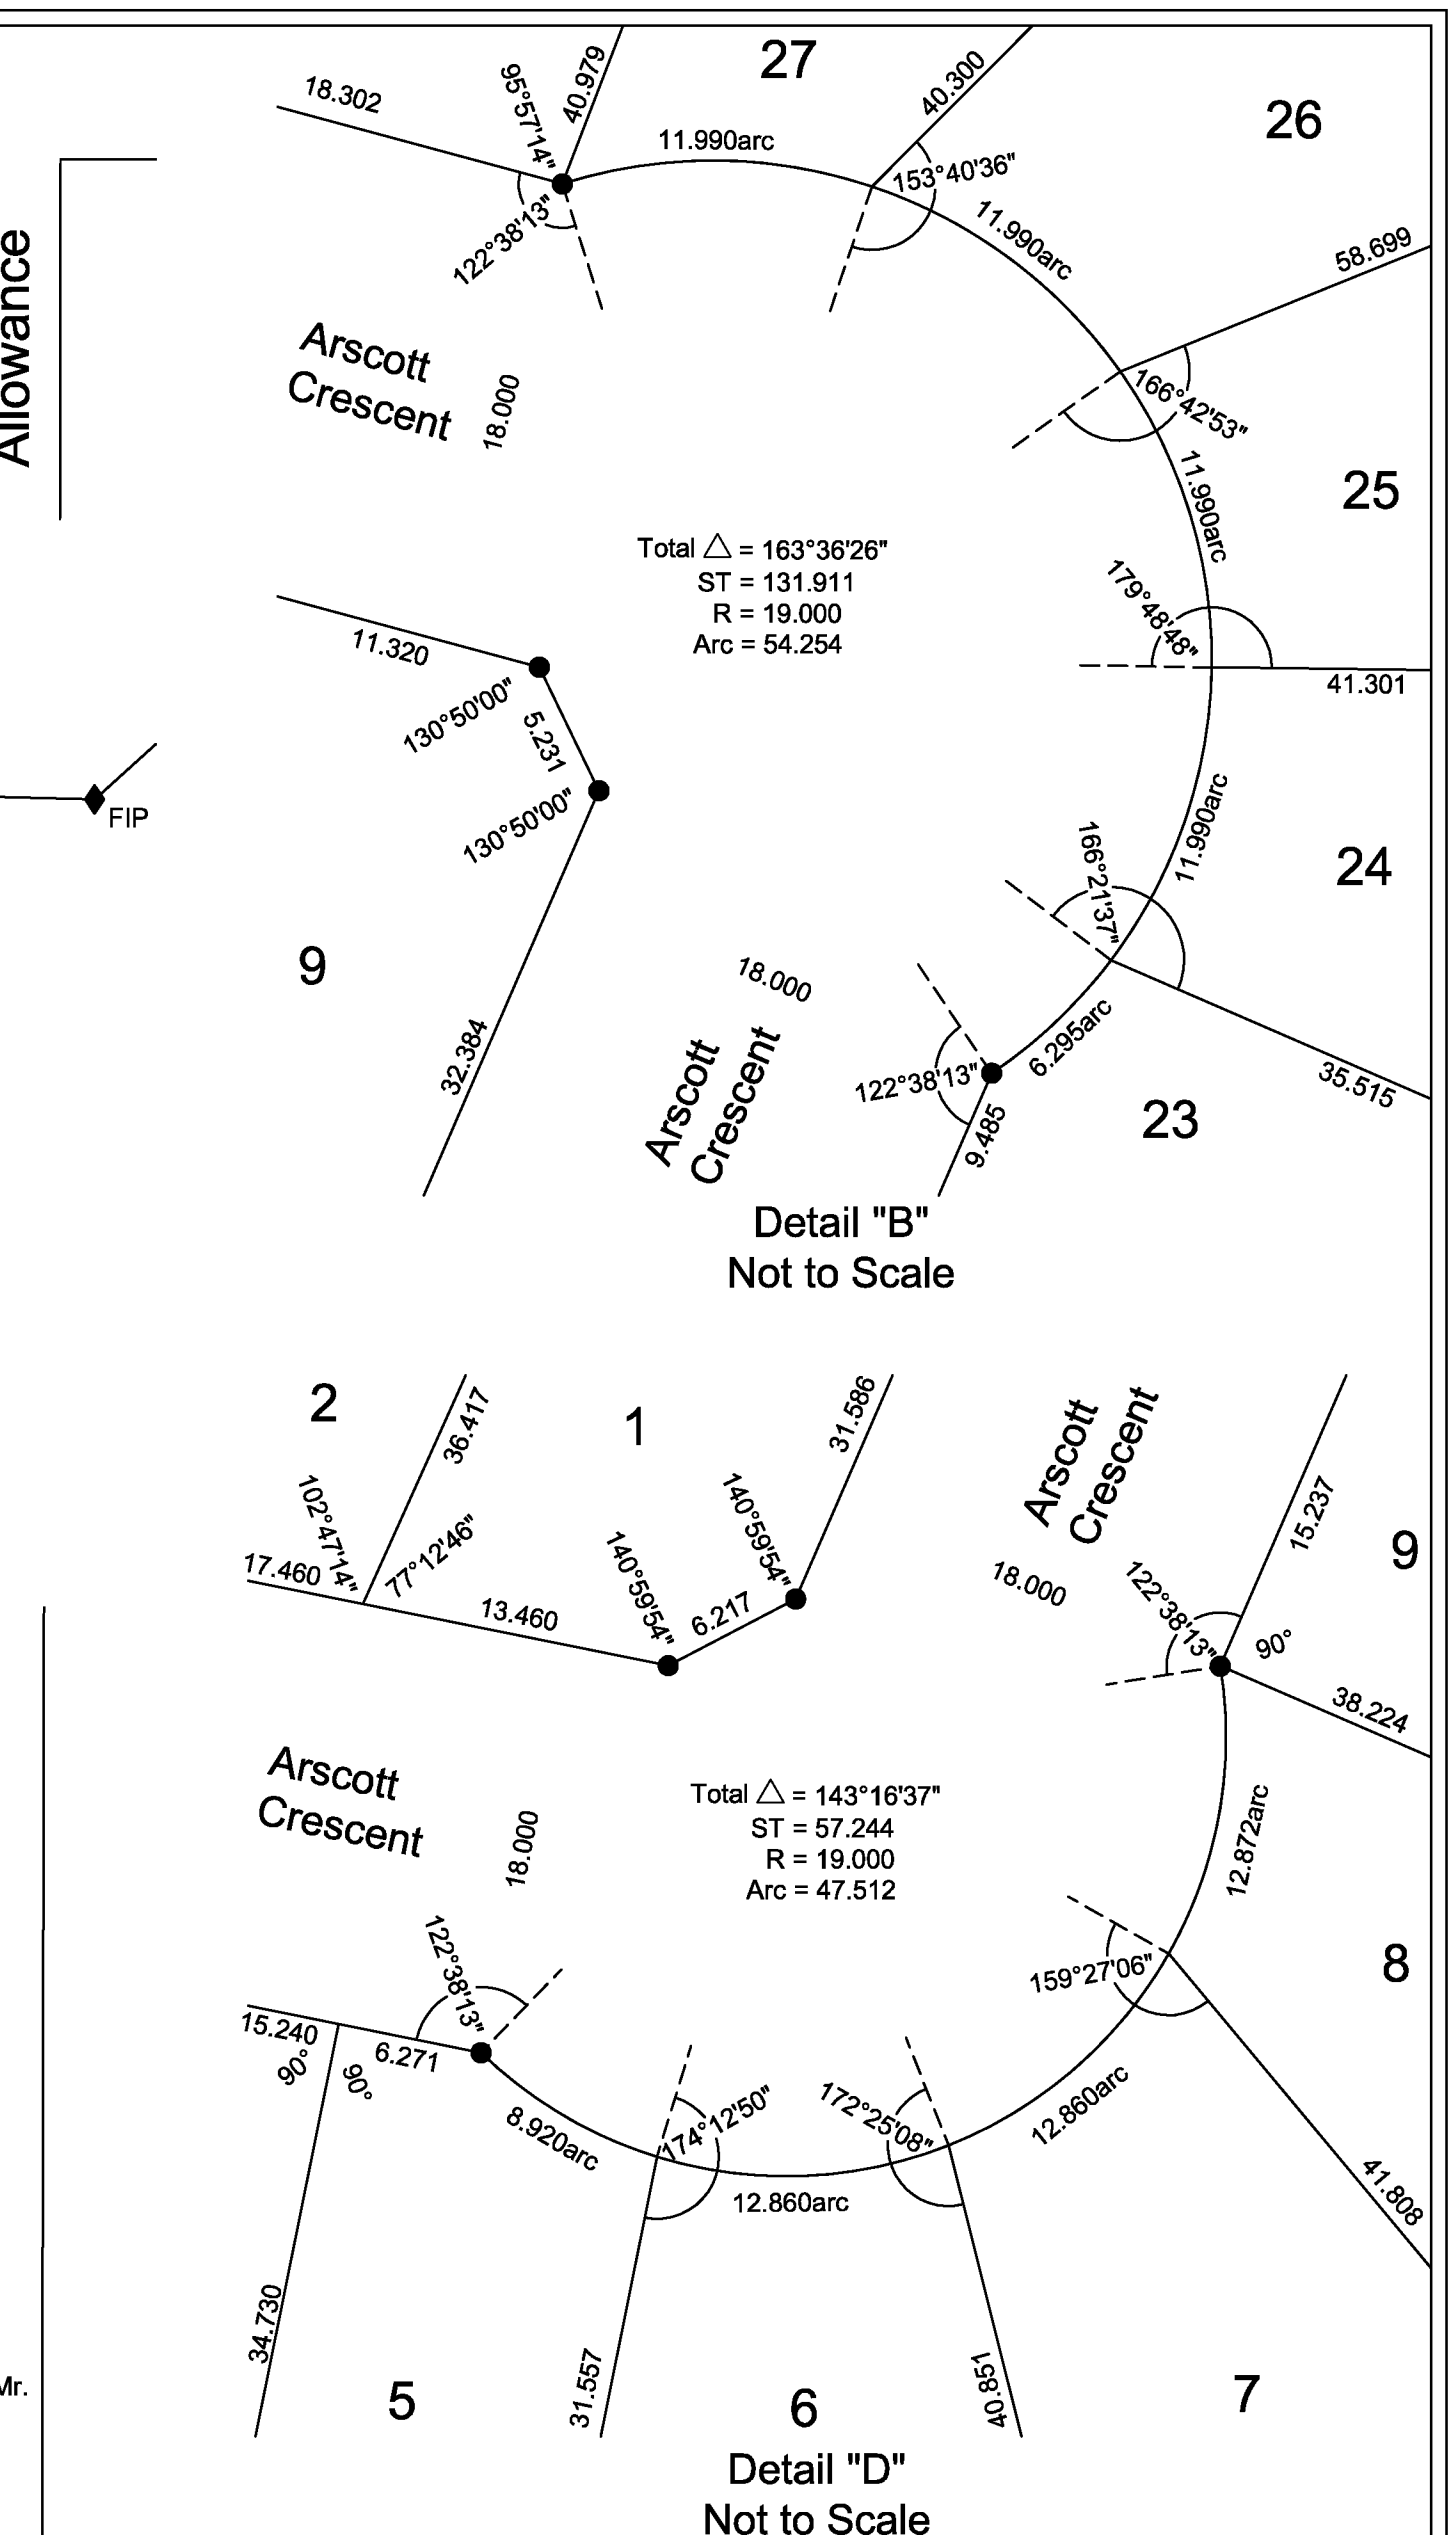 27
26
18.302
95°57'14"
40.979
11.990arc
40.300
153°40'36"
11.990arc
122°38'13"
58.699
Allowance
Arscott
Crescent
18.000
166°42'53"
25
11.990arc
Total △ = 163°36'26"
ST = 131.911
R = 19.000
Arc = 54.254
179°48'48"
41.301
11.320
130°50'00"
5.231
130°50'00"
FIP
11.990arc
24
166°21'37"
9
18.000
32.384
Arscott
Crescent
122°38'13"
6.295arc
35.515
9.485
23
Detail "B"
Not to Scale
2
1
36.417
31.586
Arscott
Crescent
102°47'14"
77°12'46"
140°59'54"
140°59'54"
17.460
13.460
6.217
18.000
15.237
9
122°38'13"
90°
38.224
Arscott
Crescent
18.000
Total △ = 143°16'37"
ST = 57.244
R = 19.000
Arc = 47.512
12.872arc
122°38'13"
159°27'06"
8
15.240
90°
90°
6.271
8.920arc
174°12'50"
172°25'08"
12.860arc
12.860arc
41.808
34.730
31.557
40.851
Mr.
5
6
7
Detail "D"
Not to Scale